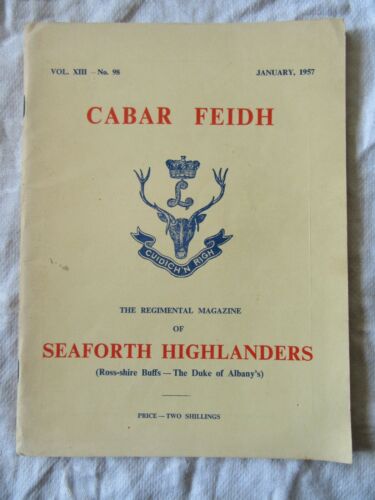 VOL. XIII — No. 98
JANUARY, 1957
CABAR FEIDH
L
CUIDICH'N RIGH
THE REGIMENTAL MAGAZINE
OF
SEAFORTH HIGHLANDERS
(Ross-shire Buffs — The Duke of Albany's)
PRICE — TWO SHILLINGS